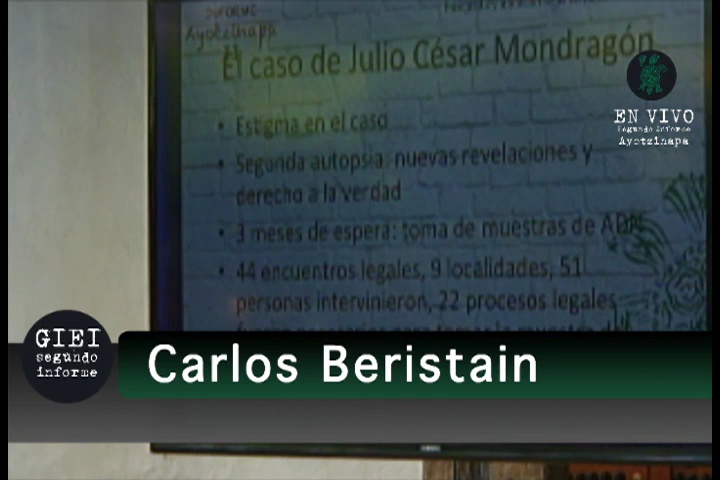 INFORME
Ayotzinapa
El caso de Julio César Mondragón
• Estigma en el caso
• Segunda autopsia: nuevas revelaciones y
derecho a la verdad
• 3 meses de espera: toma de muestras de ADN
• 44 encuentros legales, 9 localidades, 51
personas intervinieron, 22 procesos legales
EN VIVO
Segundo Informe
Ayotzinapa
GIEI
segundo
informe
Carlos Beristain